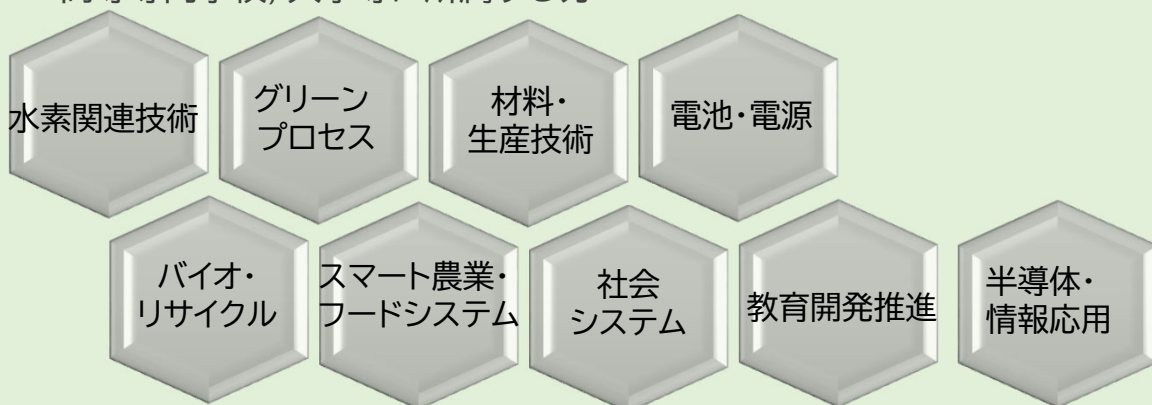 水素関連技術
グリーン
プロセス
材料・
生産技術
電池・電源
バイオ・
リサイクル
スマート農業・
フードシステム
社会
システム
教育開発推進
半導体・
情報応用